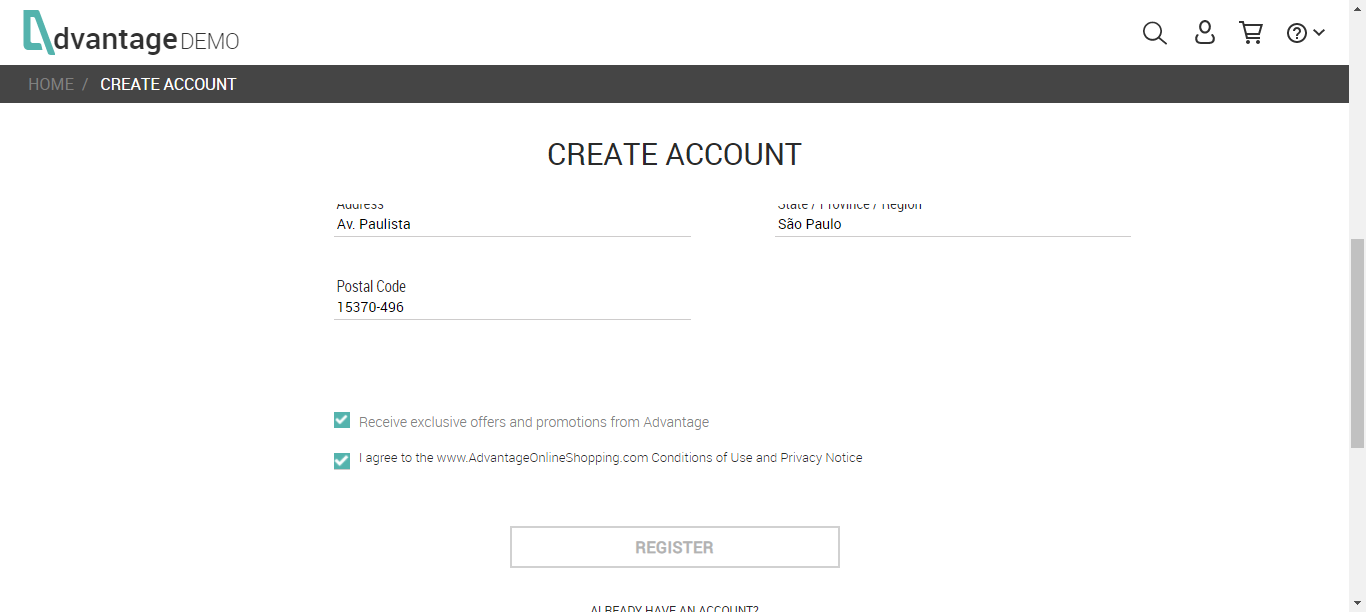 dvantage DEMO
HOME / CREATE ACCOUNT
CREATE ACCOUNT
Address State / Province / Region
Av. Paulista São Paulo
Postal Code
15370-496
Receive exclusive offers and promotions from Advantage
I agree to the www.AdvantageOnlineShopping.com Conditions of Use and Privacy Notice
REGISTER
ALREADY HAVE AN ACCOUNT?